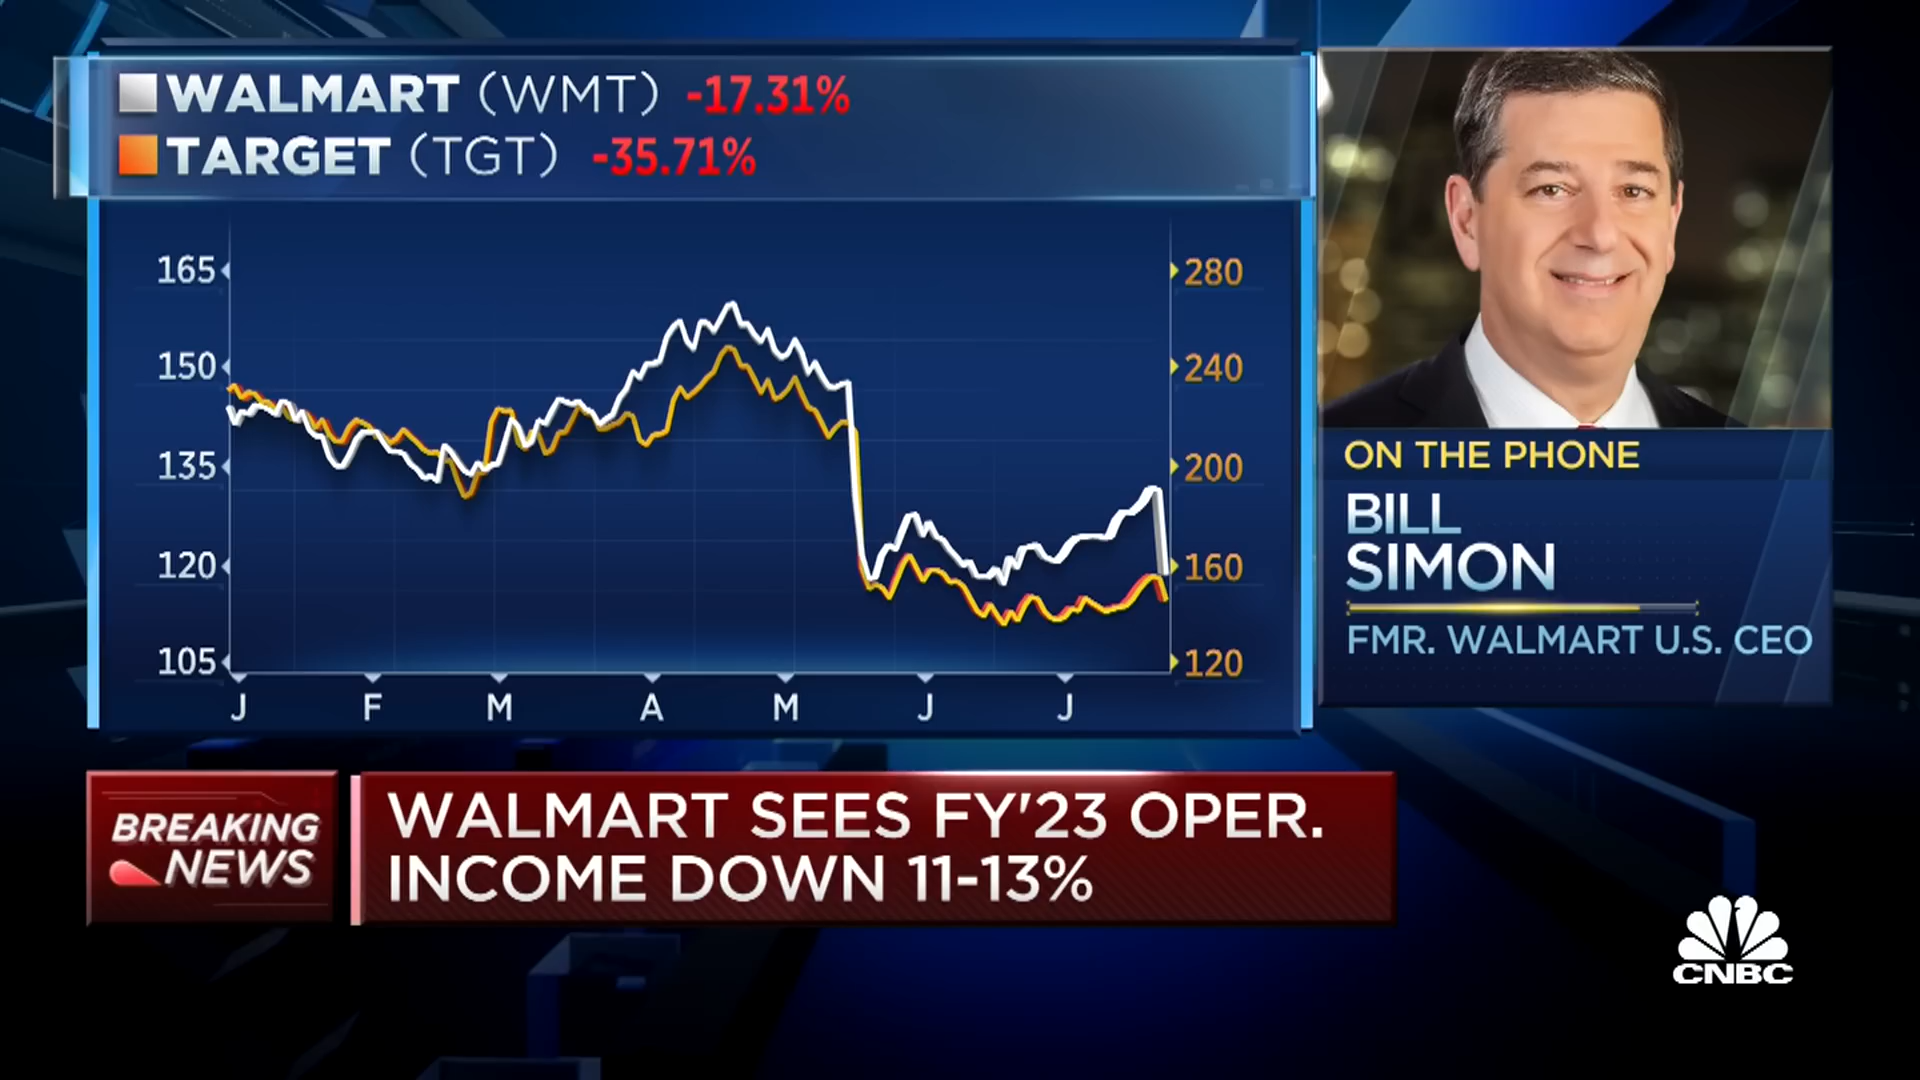 WALMART (WMT) -17.31%
TARGET (TGT) -35.71%
165
150
135
120
105
280
240
200
160
120
J F M A M J J
ON THE PHONE
BILL
SIMON
FMR. WALMART U.S. CEO
BREAKING
NEWS
WALMART SEES FY'23 OPER.
INCOME DOWN 11-13%
CNBC